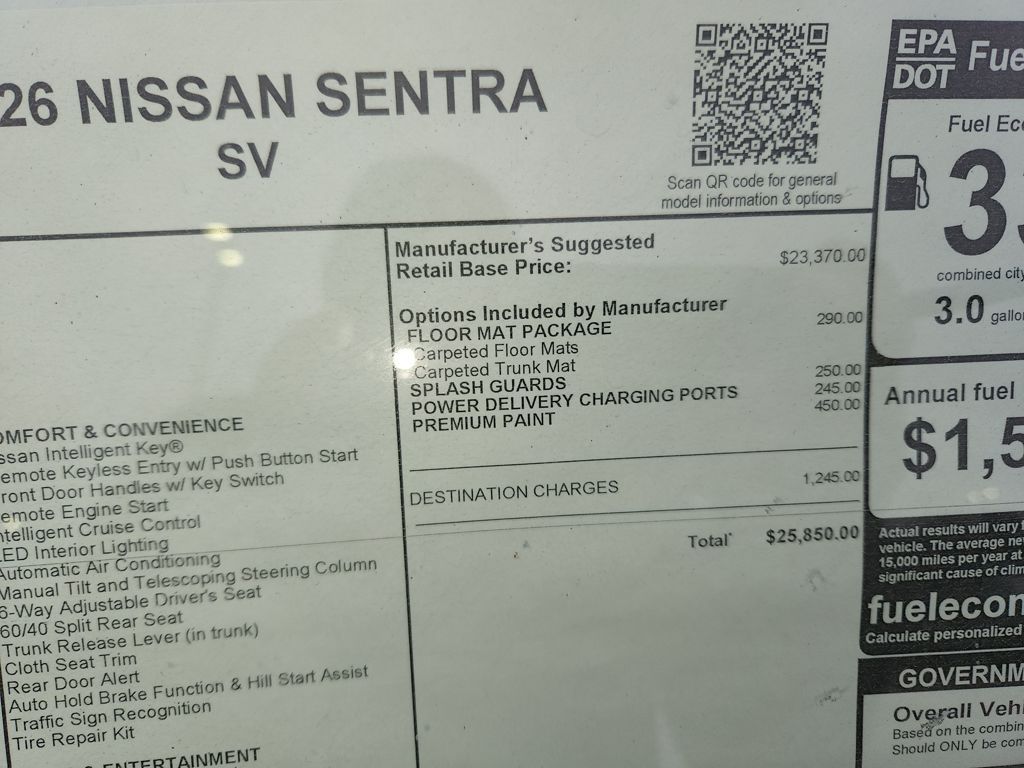 26 NISSAN SENTRA
SV
Scan QR code for general
model information & options
Manufacturer's Suggested
Retail Base Price: $23,370.00
Options Included by Manufacturer
FLOOR MAT PACKAGE 290.00
Carpeted Floor Mats
Carpeted Trunk Mat
SPLASH GUARDS 250.00
POWER DELIVERY CHARGING PORTS 245.00
PREMIUM PAINT 450.00
DESTINATION CHARGES 1,245.00
Total* $25,850.00
OMFORT & CONVENIENCE
ssan Intelligent Key®
emote Keyless Entry w/ Push Button Start
ront Door Handles w/ Key Switch
emote Engine Start
ntelligent Cruise Control
LED Interior Lighting
Automatic Air Conditioning
Manual Tilt and Telescoping Steering Column
6-Way Adjustable Driver's Seat
60/40 Split Rear Seat
Trunk Release Lever (in trunk)
Cloth Seat Trim
Rear Door Alert
Auto Hold Brake Function & Hill Start Assist
Traffic Sign Recognition
Tire Repair Kit
& ENTERTAINMENT
EPA
DOT Fue
Fuel Eco
3
combined city
3.0 gallon
Annual fuel
$1,5
Actual results will vary f
vehicle. The average ne
15,000 miles per year at
significant cause of clim
fuelecon
Calculate personalized
GOVERNM
Overall Vehi
Based on the combin
Should ONLY be com